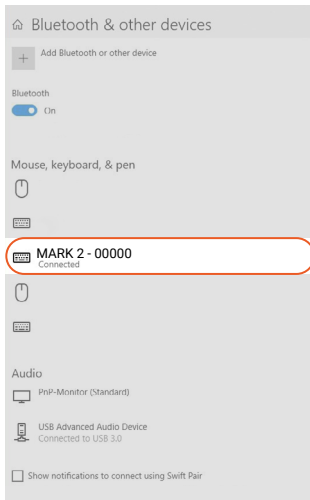 Bluetooth & other devices
Add Bluetooth or other device
Bluetooth
On
Mouse, keyboard, & pen
MARK 2 - 00000
Connected
Audio
PnP-Monitor (Standard)
USB Advanced Audio Device
Connected to USB 3.0
Show notifications to connect using Swift Pair